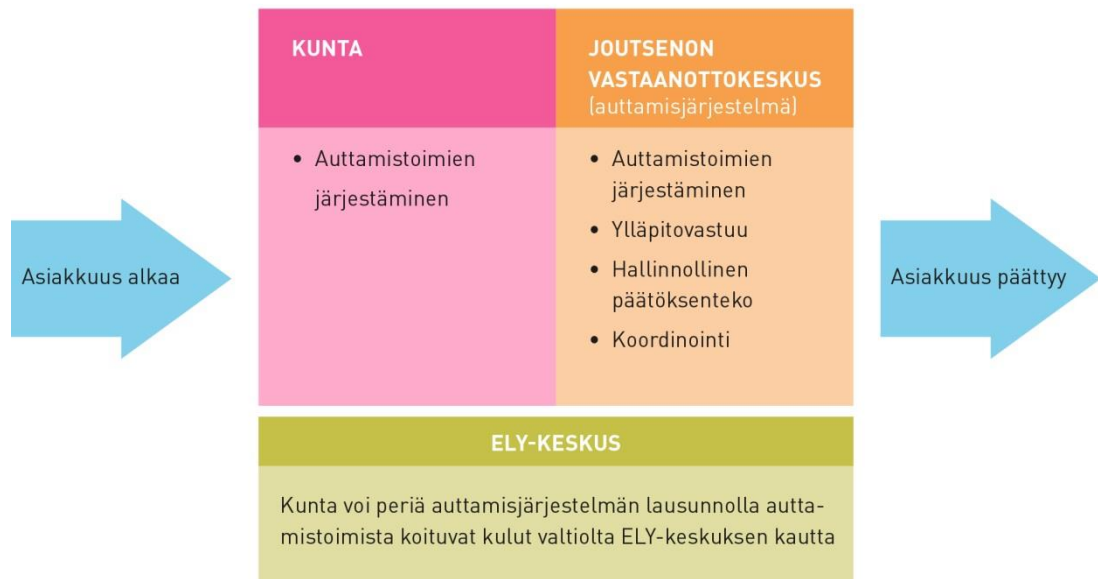 Asiakkuus alkaa
KUNTA
• Auttamistoimien
järjestäminen
JOUTSENON
VASTAANOTTOKESKUS
(auttamisjärjestelmä)
• Auttamistoimien
järjestäminen
• Ylläpitovastuu
• Hallinnollinen
päätöksenteko
• Koordinointi
ELY-KESKUS
Kunta voi periä auttamisjärjestelmän lausunnolla autta-
mistoimista koituvat kulut valtiolta ELY-keskuksen kautta
Asiakkuus päättyy